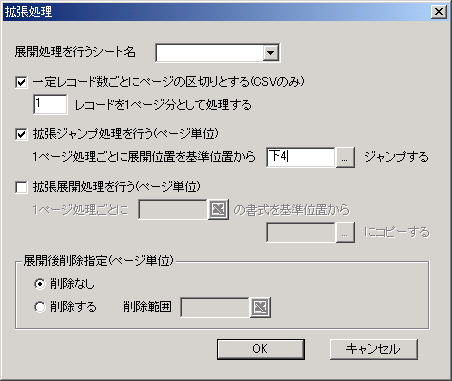 拡張処理
展開処理を行うシート名
一定レコード数ごとにページの区切りとする(CSVのみ)
1 レコードを1ページ分として処理する
拡張ジャンプ処理を行う(ページ単位)
1ページ処理ごとに展開位置を基準位置から 下4 ... ジャンプする
拡張展開処理を行う(ページ単位)
1ページ処理ごとに の書式を基準位置から
... にコピーする
展開後削除指定(ページ単位)
削除なし
削除する 削除範囲
OK キャンセル